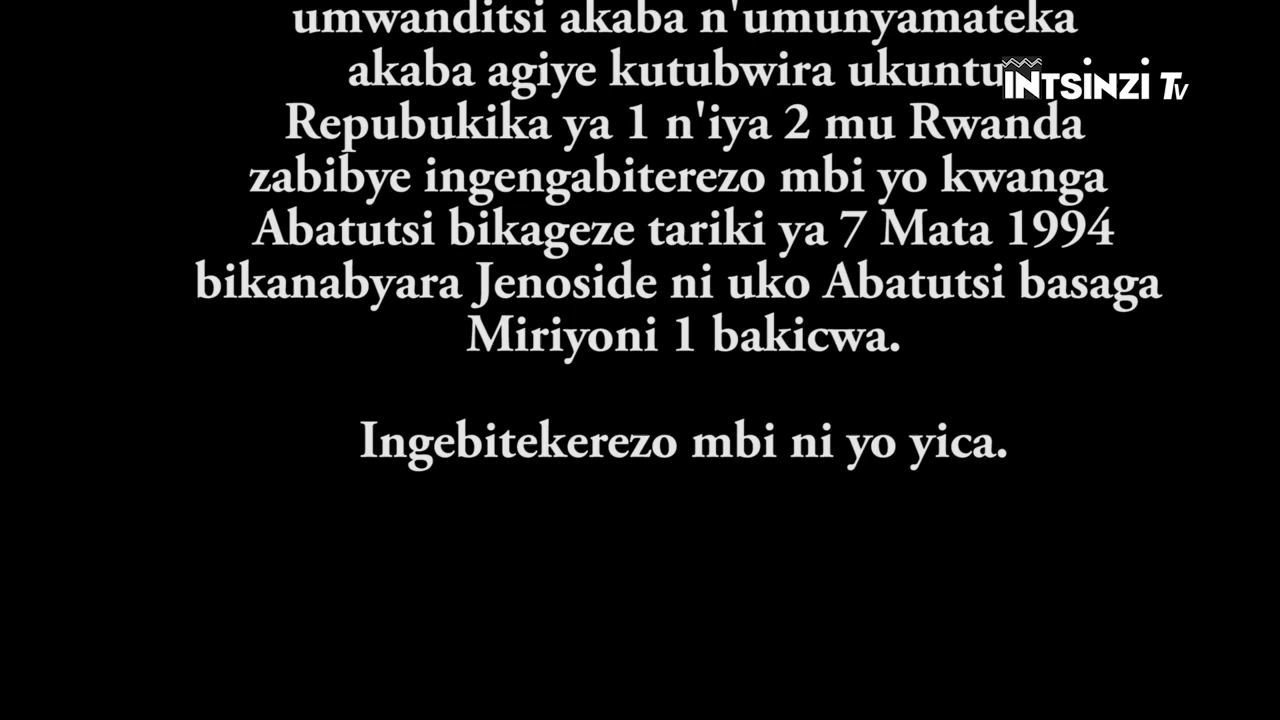 umwanditsi akaba n'umunyamateka
akaba agiye kutubwira ukuntu
INTSINZI TV
Repubukika ya 1 n'iya 2 mu Rwanda
zabibye ingengabiterezo mbi yo kwanga
Abatutsi bikageze tariki ya 7 Mata 1994
bikanabyara Jenoside ni uko Abatutsi basaga
Miriyoni 1 bakicwa.
Ingebitekerezo mbi ni yo yica.